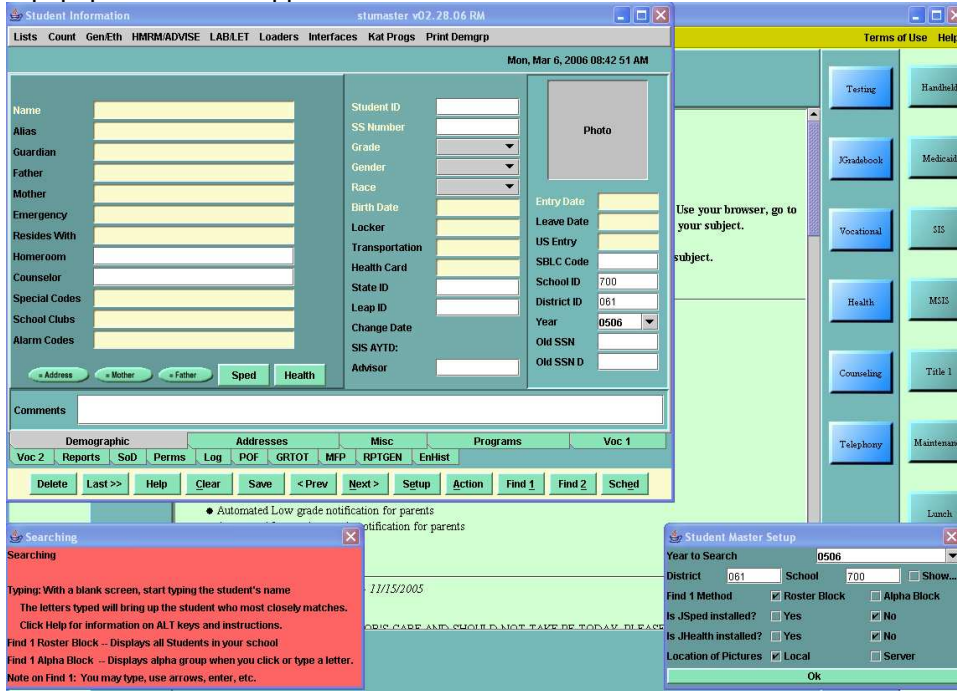 Student Information stumaster v02.28.06 RM
Lists Count Gen/Eth HMRM/ADVISE LAB/LET Loaders Interfaces Kat Progs Print Demgrp
Terms of Use Help
Mon, Mar 6, 2006 08:42 51 AM
Name
Alias
Guardian
Father
Mother
Emergency
Resides With
Homeroom
Counselor
Special Codes
School Clubs
Alarm Codes
= Address = Mother = Father Sped Health
Student ID
SS Number
Grade
Gender
Race
Birth Date
Locker
Transportation
Health Card
State ID
Leap ID
Change Date
SIS AYTD:
Advisor
Photo
Entry Date
Leave Date
US Entry
SBLC Code
School ID 700
District ID 061
Year 0506
Old SSN
Old SSN D
Comments
Demographic Addresses Misc Programs Voc 1
Voc 2 Reports SoD Perms Log POF GRTOT MFP RPTGEN EnHist
Delete Last >> Help Clear Save < Prev Next > Setup Action Find 1 Find 2 Sched
Use your browser, go to
your subject.
subject.
Testing
JGradebook
Vocational
Health
Counseling
Telephony
Handheld
Medicaid
SIS
MSIS
Title 1
Lunch
● Automated Low grade notification for parents
notification for parents
11/15/2005
OR'S CARE AND SHOULD NOT TAKE PE TODAY. PLEASE
Searching
Searching
Typing: With a blank screen, start typing the student's name
The letters typed will bring up the student who most closely matches.
Click Help for information on ALT keys and instructions.
Find 1 Roster Block -- Displays all Students in your school
Find 1 Alpha Block -- Displays alpha group when you click or type a letter.
Note on Find 1: You may type, use arrows, enter, etc.
Student Master Setup
Year to Search 0506
District 061 School 700 Show...
Find 1 Method Roster Block Alpha Block
Is JSped installed? Yes No
Is JHealth installed? Yes No
Location of Pictures Local Server
Ok